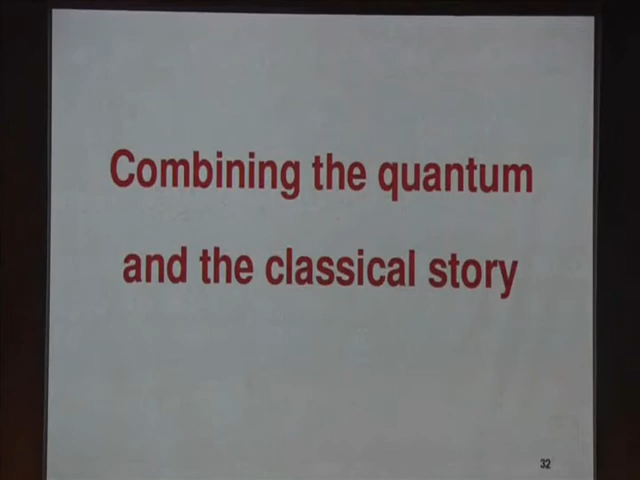 Combining the quantum
and the classical story
32